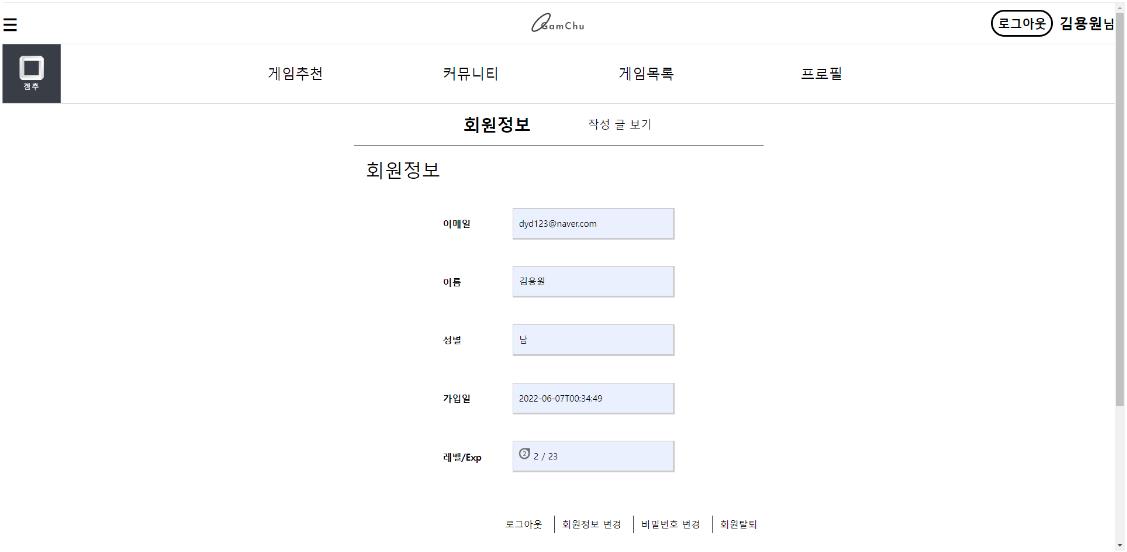 GamChu
로그아웃 김용원님
겜추
게임추천 커뮤니티 게임목록 프로필
회원정보 작성 글 보기
회원정보
이메일 dyd123@naver.com
이름 김용원
성별 남
가입일 2022-06-07T00:34:49
레벨/Exp 2 2 / 23
로그아웃 회원정보 변경 비밀번호 변경 회원탈퇴